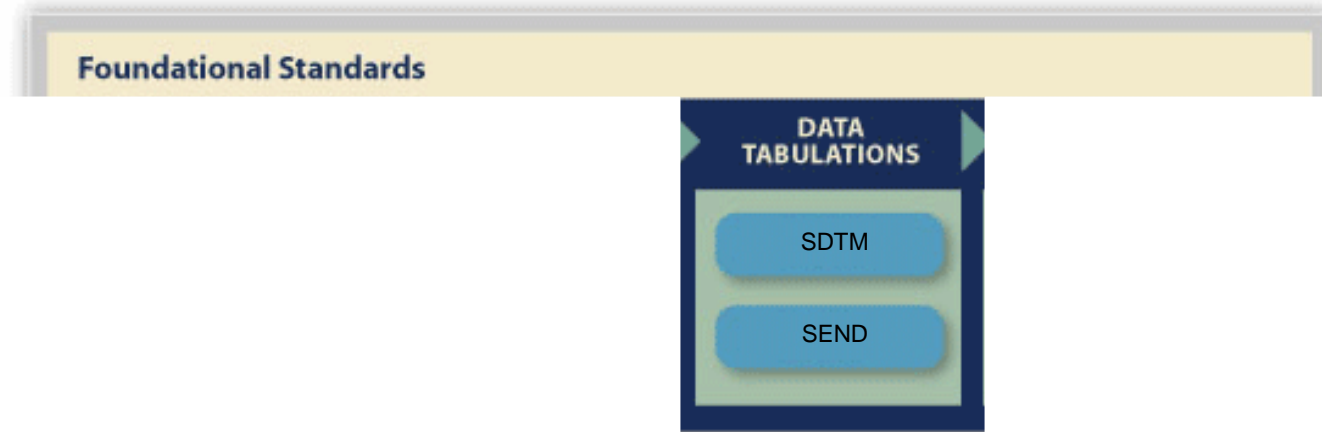 Foundational Standards
DATA
TABULATIONS
SDTM
SEND